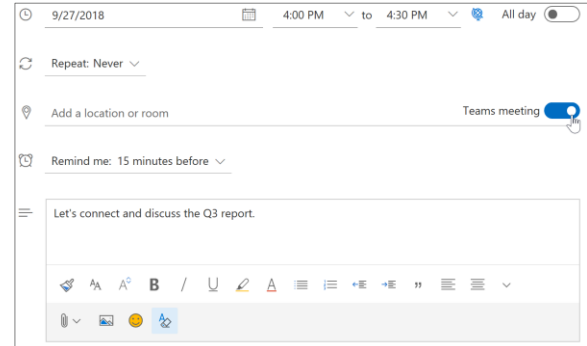 9/27/2018 4:00 PM to 4:30 PM All day
Repeat: Never
Add a location or room Teams meeting
Remind me: 15 minutes before
Let's connect and discuss the Q3 report.